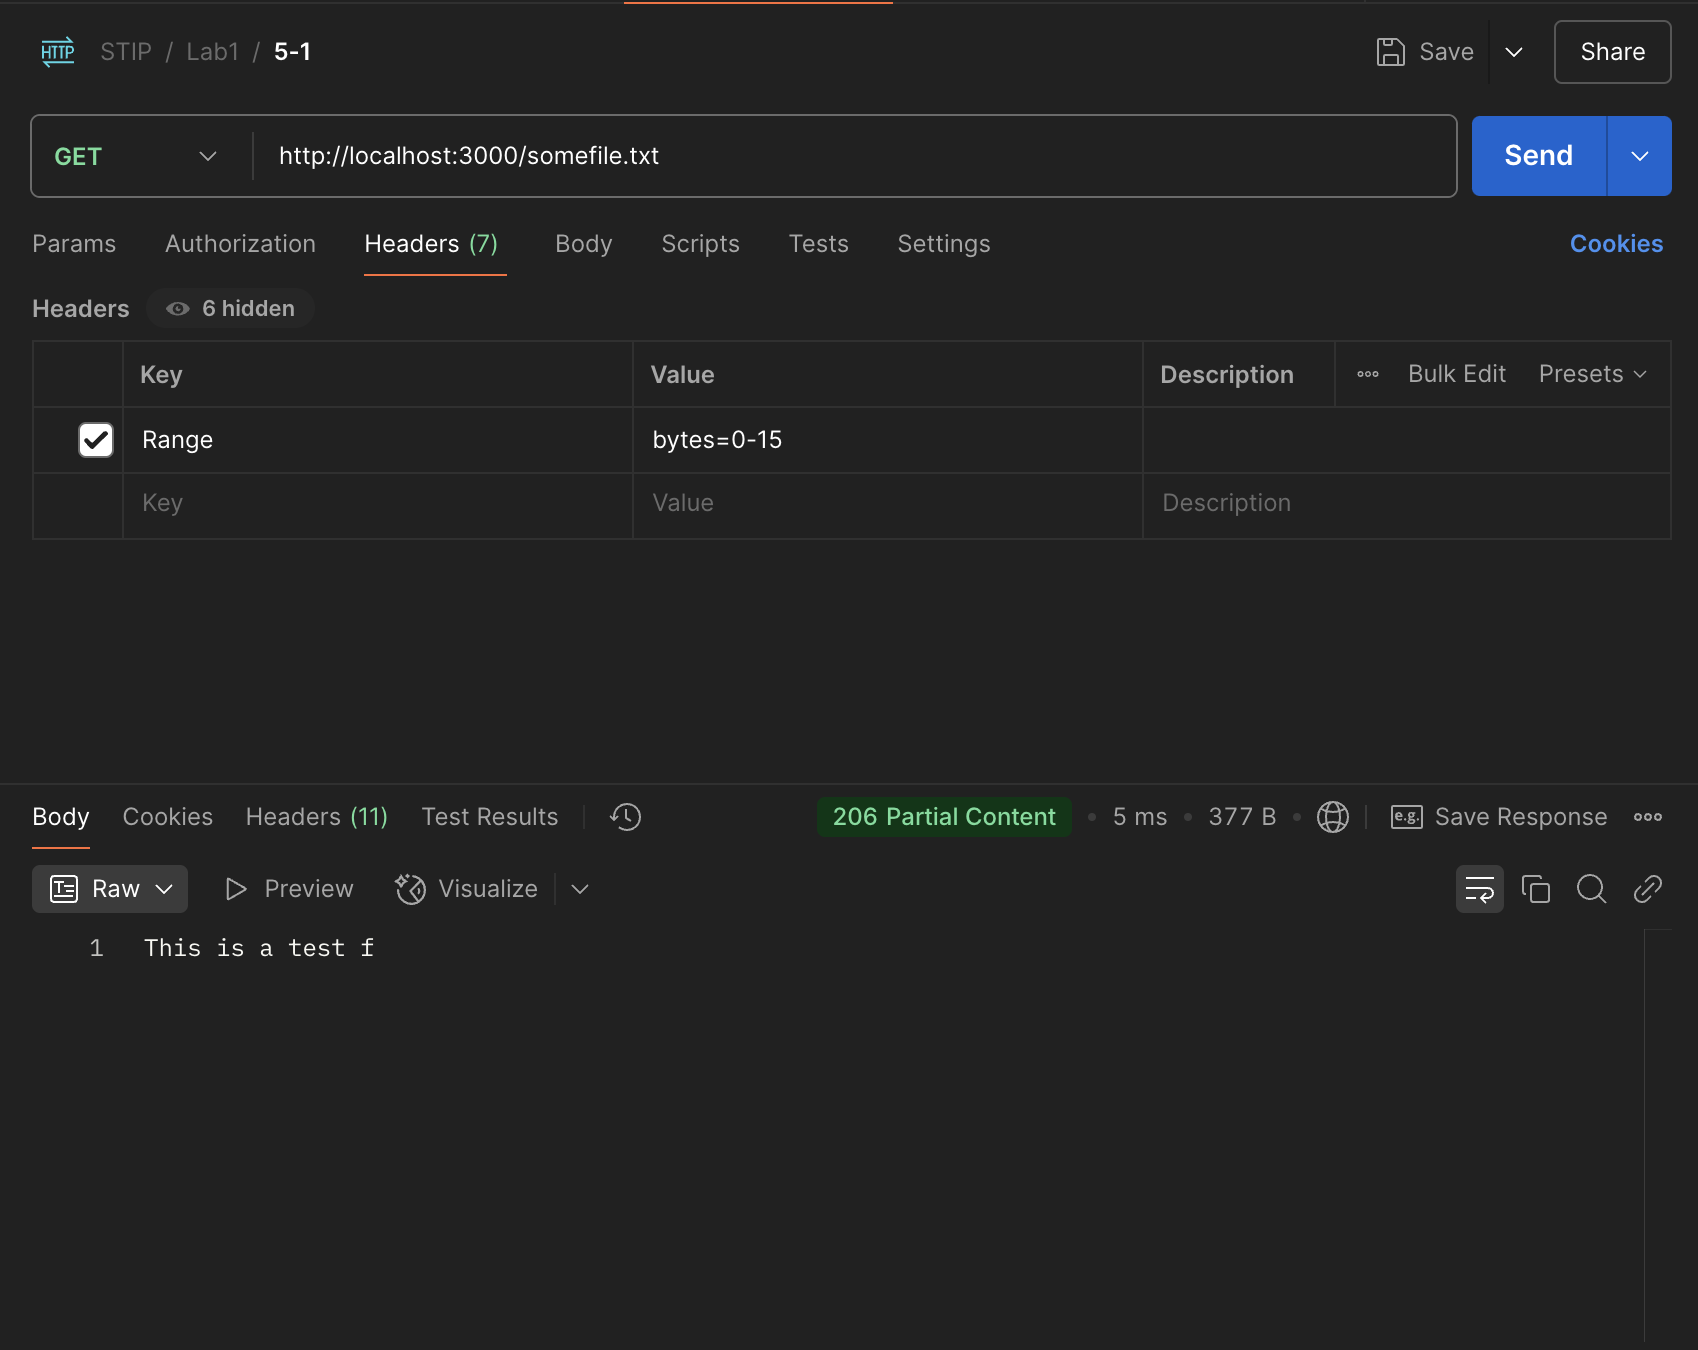 HTTP STIP / Lab1 / 5-1 Save Share
GET http://localhost:3000/somefile.txt Send
Params Authorization Headers (7) Body Scripts Tests Settings Cookies
Headers 6 hidden
Key Value Description Bulk Edit Presets
Range bytes=0-15
Key Value Description
Body Cookies Headers (11) Test Results 206 Partial Content • 5 ms • 377 B • e.g. Save Response
Raw Preview Visualize
1 This is a test f